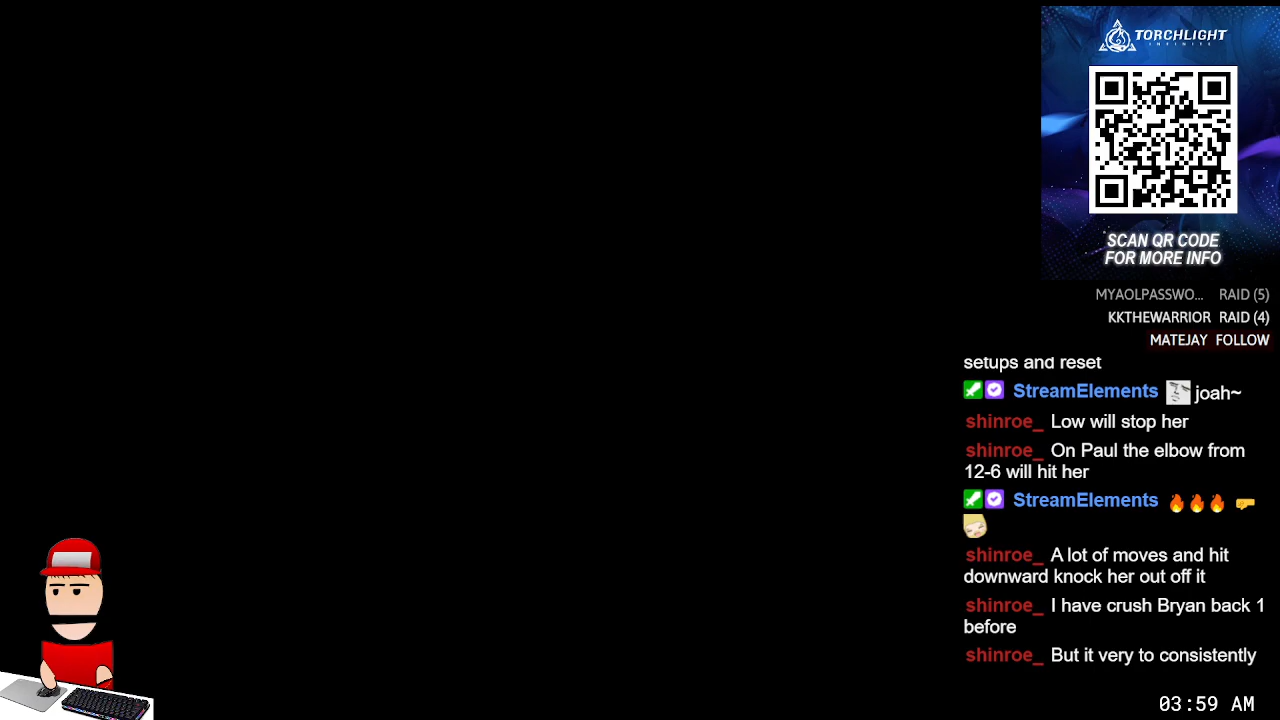 TORCHLIGHT
INFINITE
SCAN QR CODE
FOR MORE INFO
MYAOLPASSWO... RAID (5)
KKTHEWARRIOR RAID (4)
MATEJAY FOLLOW
setups and reset
StreamElements joah~
shinroe_ Low will stop her
shinroe_ On Paul the elbow from
12-6 will hit her
StreamElements 🔥🔥🔥 🤛
shinroe_ A lot of moves and hit
downward knock her out off it
shinroe_ I have crush Bryan back 1
before
shinroe_ But it very to consistently
03:59 AM